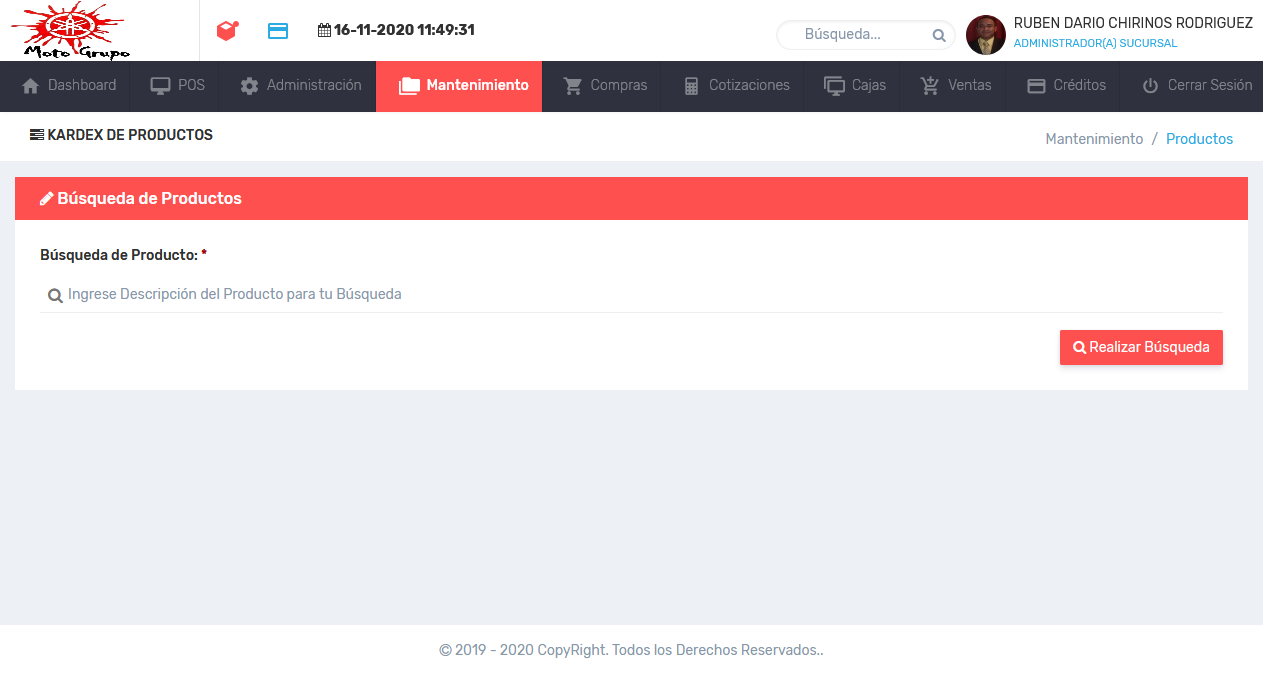 Moto Grupo
16-11-2020 11:49:31
Búsqueda...
RUBEN DARIO CHIRINOS RODRIGUEZ
ADMINISTRADOR(A) SUCURSAL
Dashboard POS Administración Mantenimiento Compras Cotizaciones Cajas Ventas Créditos Cerrar Sesión
KARDEX DE PRODUCTOS
Mantenimiento / Productos
Búsqueda de Productos
Búsqueda de Producto: *
Ingrese Descripción del Producto para tu Búsqueda
Realizar Búsqueda
© 2019 - 2020 CopyRight. Todos los Derechos Reservados..